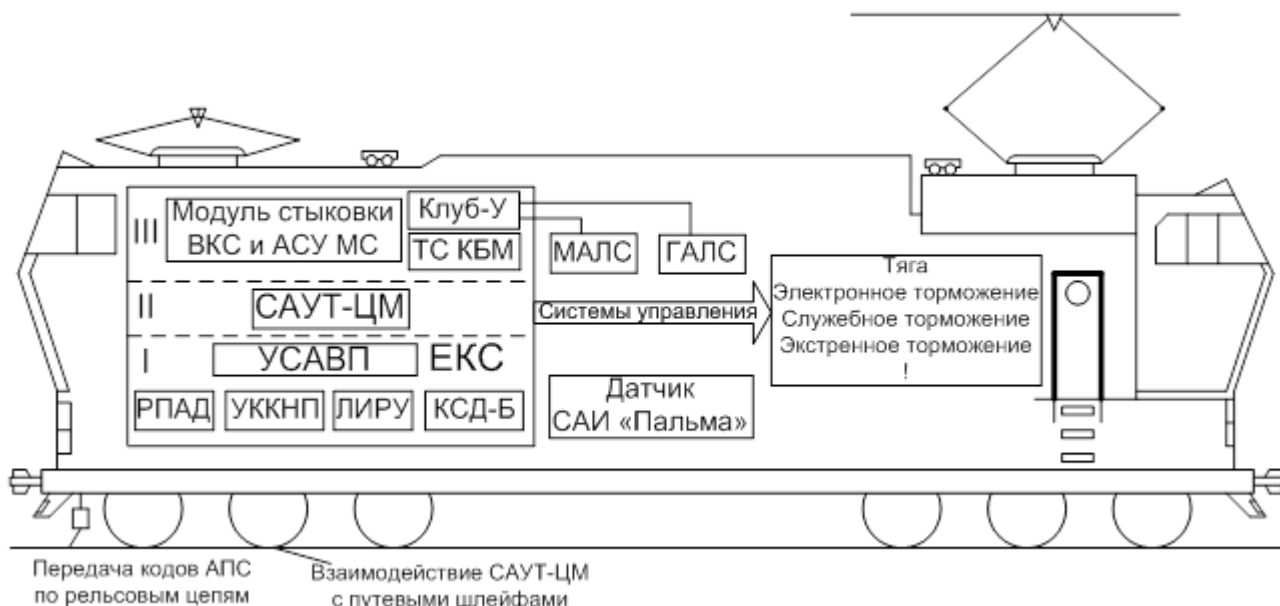 III
Модуль стыковки
ВКС и АСУ МС
Клуб-У
ТС КБМ
МАЛС
ГАЛС
II
САУТ-ЦМ
Системы управления
Тяга
Электронное торможение
Служебное торможение
Экстренное торможение
!
I
УСАВП
ЕКС
РПАД
УККНП
ЛИРУ
КСД-Б
Датчик
САИ «Пальма»
Передача кодов АПС
по рельсовым цепям
Взаимодействие САУТ-ЦМ
с путевыми шлейфами